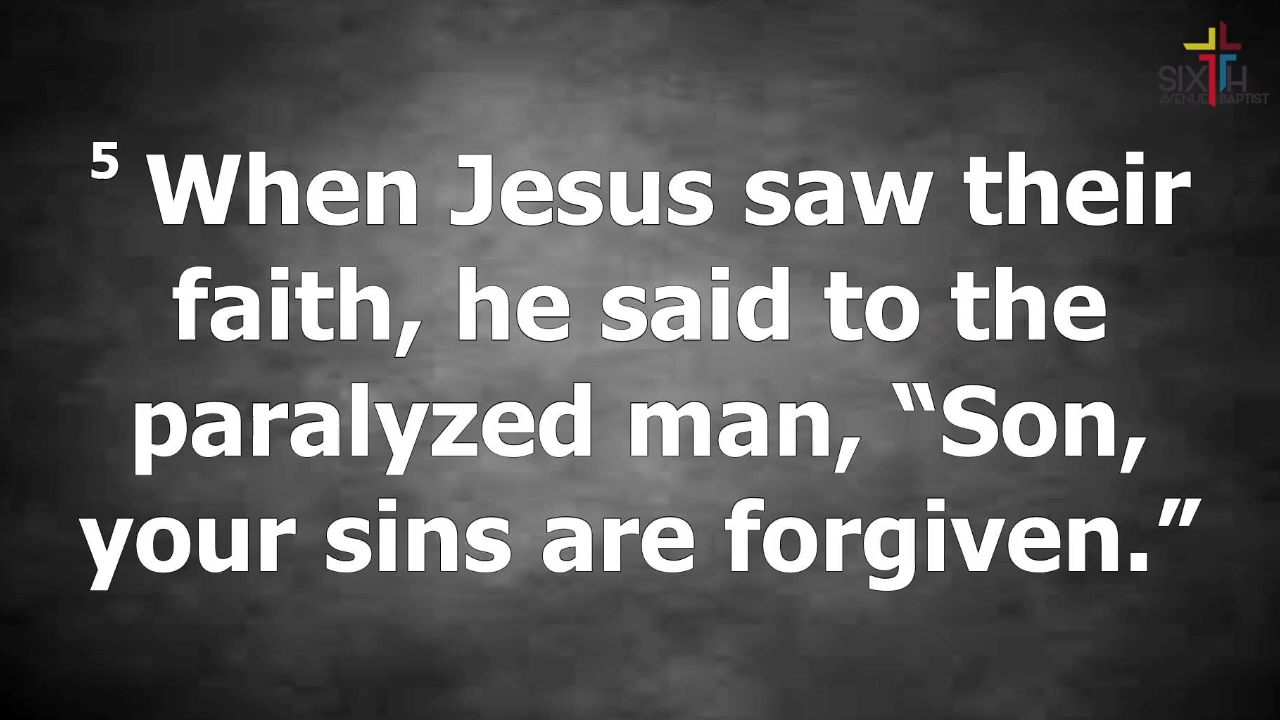 SIXTH
AVENUE BAPTIST
5 When Jesus saw their
faith, he said to the
paralyzed man, “Son,
your sins are forgiven.”